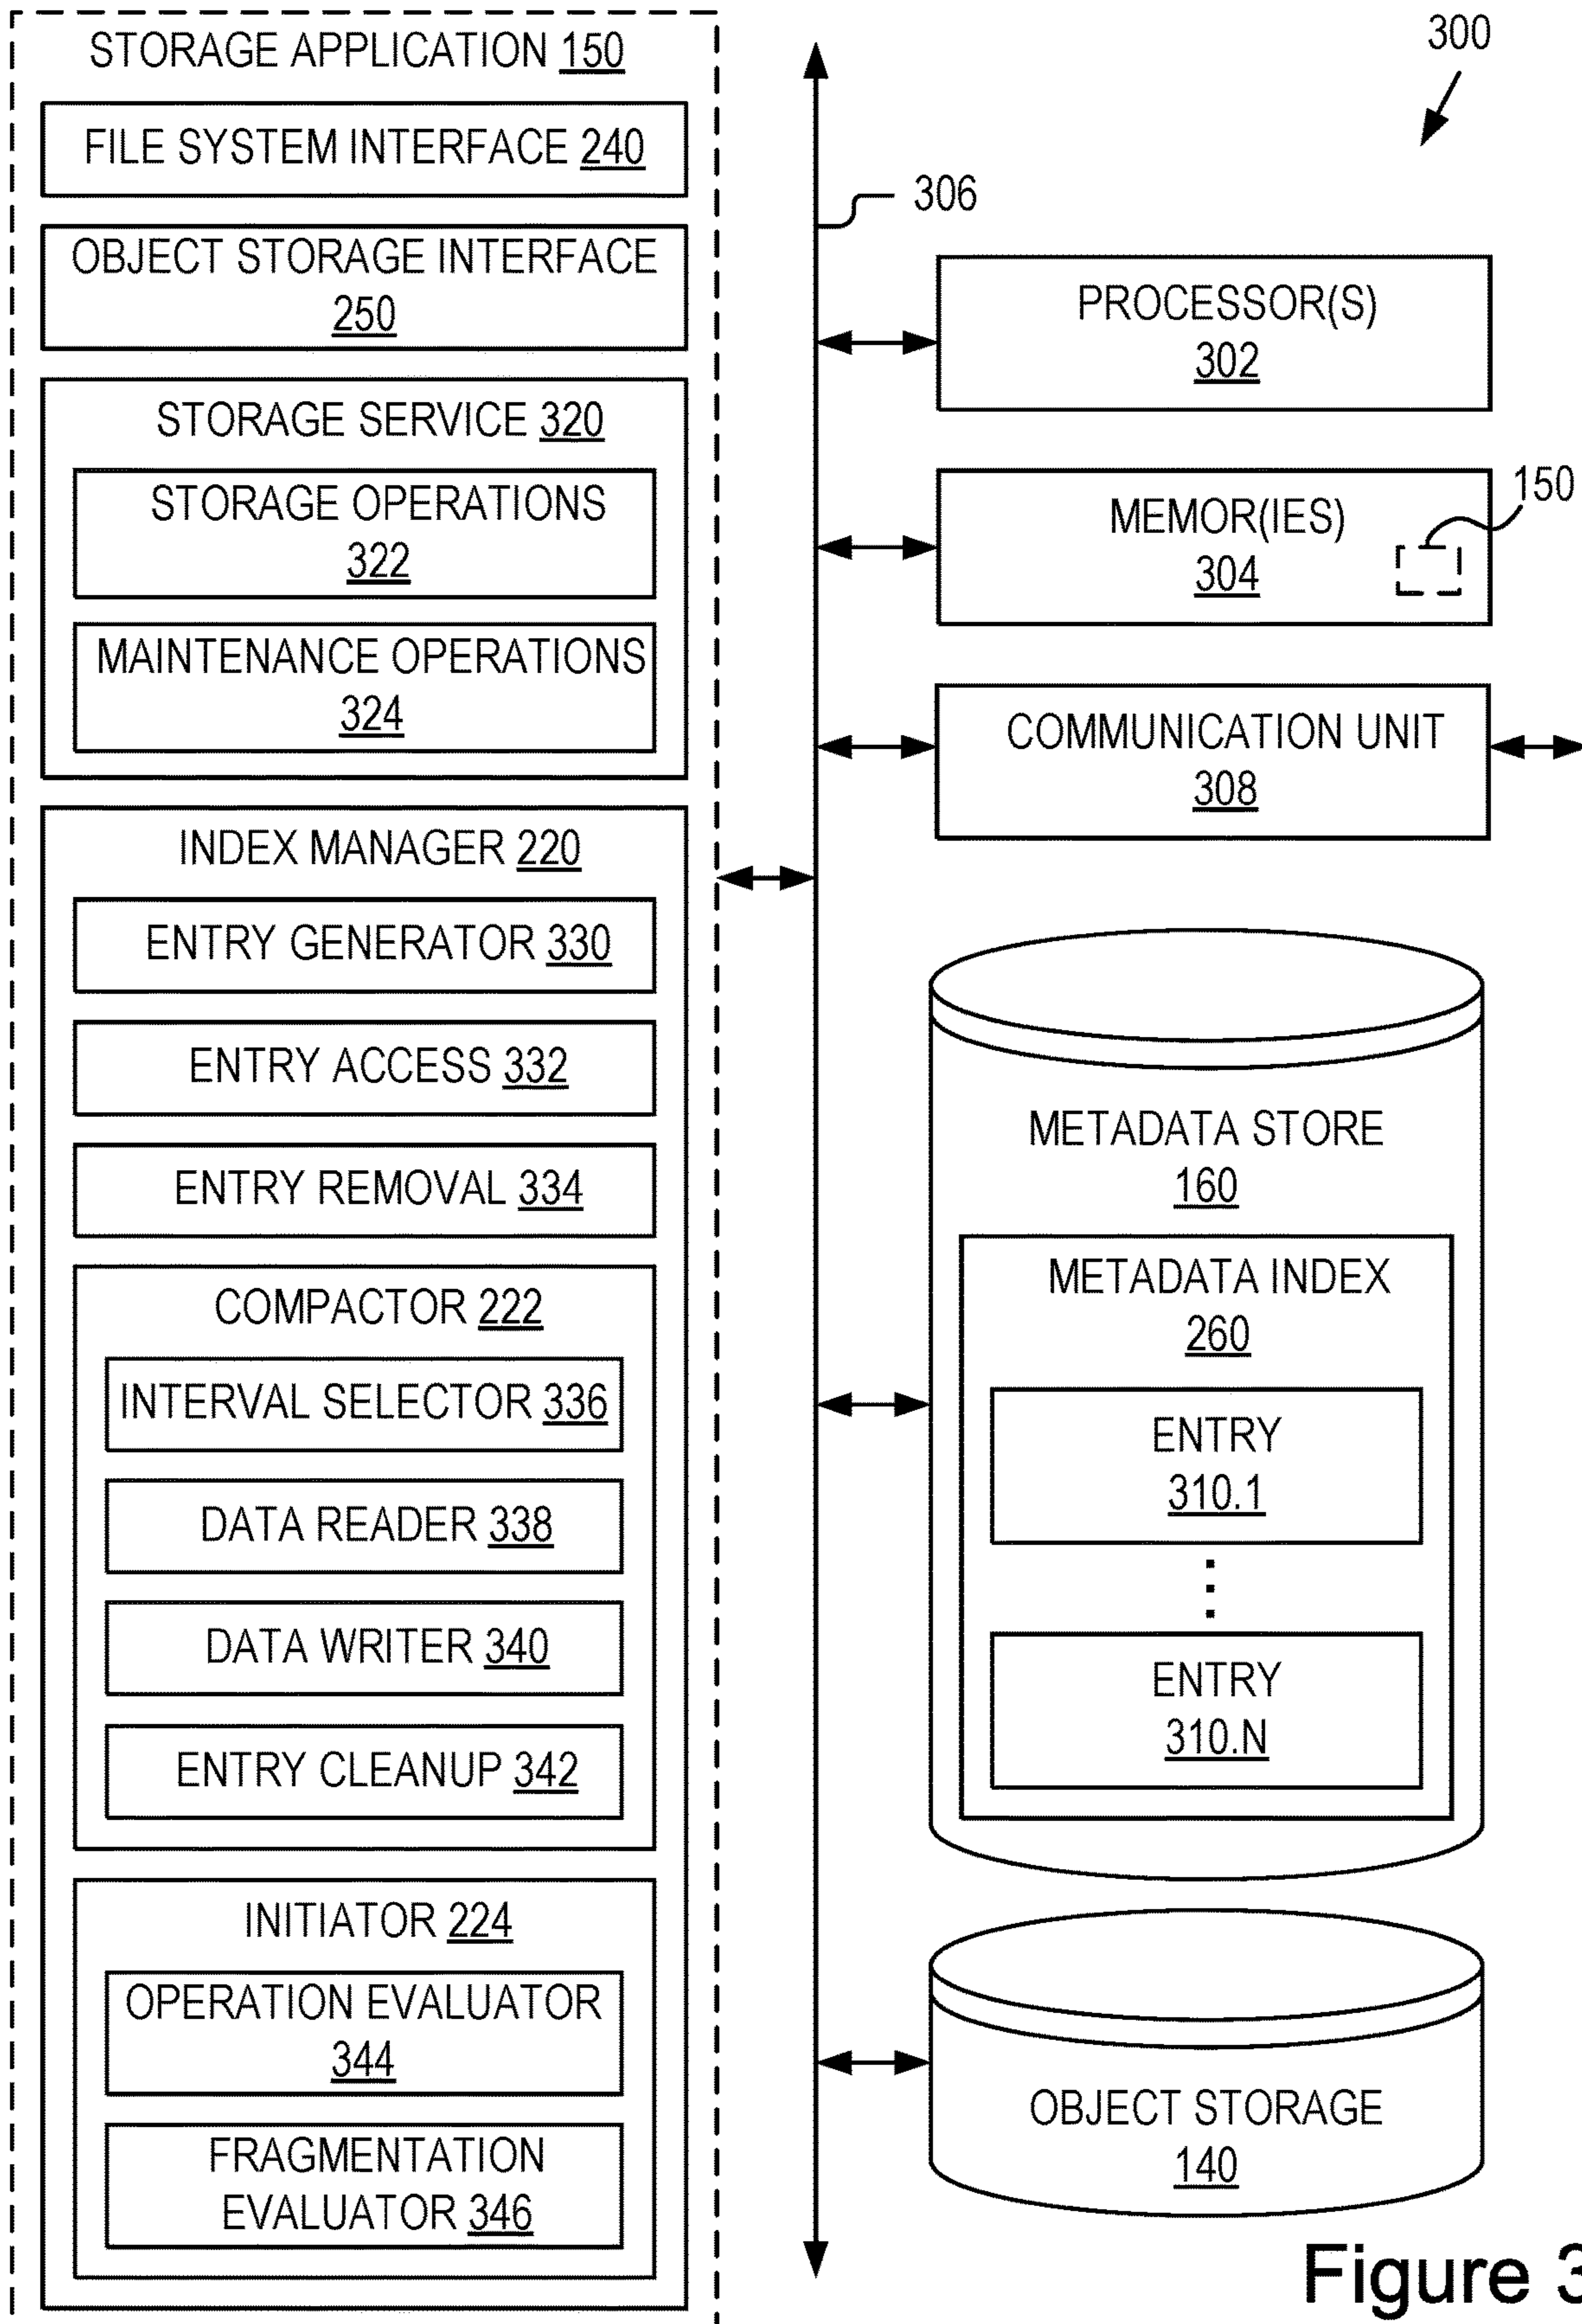 STORAGE APPLICATION 150
FILE SYSTEM INTERFACE 240
OBJECT STORAGE INTERFACE
250
STORAGE SERVICE 320
STORAGE OPERATIONS
322
MAINTENANCE OPERATIONS
324
INDEX MANAGER 220
ENTRY GENERATOR 330
ENTRY ACCESS 332
ENTRY REMOVAL 334
COMPACTOR 222
INTERVAL SELECTOR 336
DATA READER 338
DATA WRITER 340
ENTRY CLEANUP 342
INITIATOR 224
OPERATION EVALUATOR
344
FRAGMENTATION
EVALUATOR 346
300
306
PROCESSOR(S)
302
150
MEMOR(IES)
304
COMMUNICATION UNIT
308
METADATA STORE
160
METADATA INDEX
260
ENTRY
310.1
ENTRY
310.N
OBJECT STORAGE
140
Figure 3